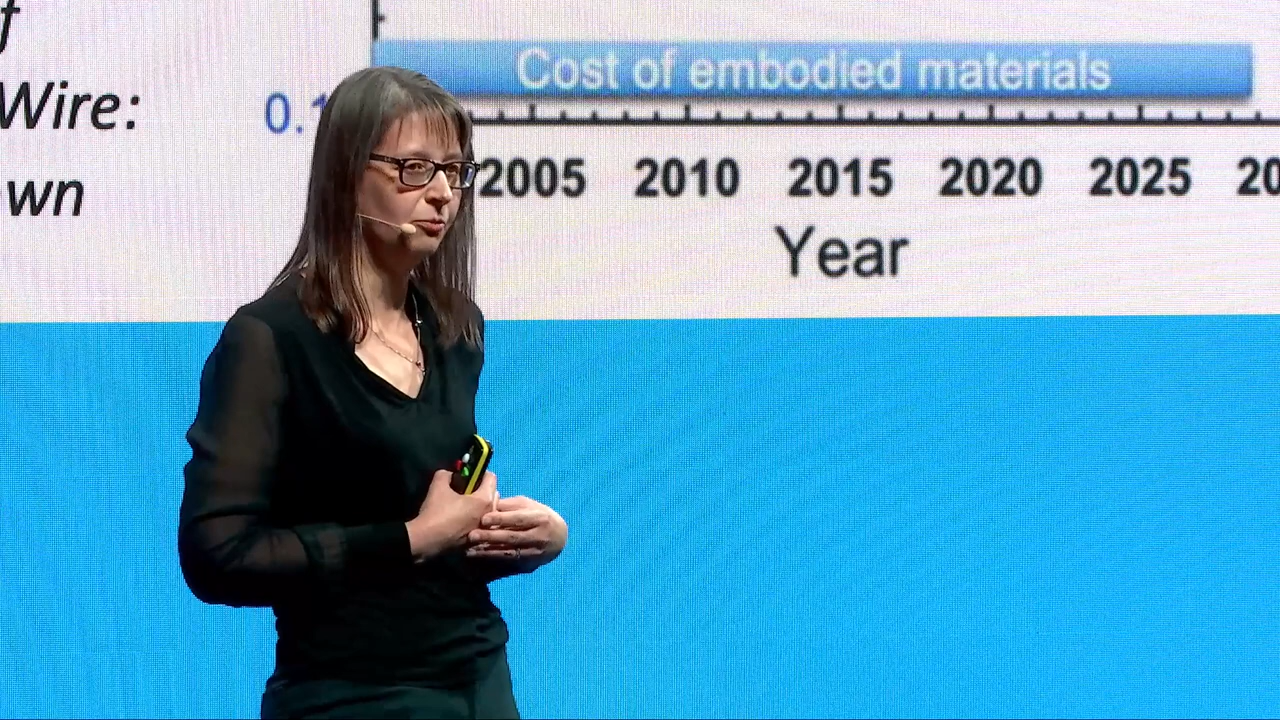 f
Wire:
wn
Cost of embodied materials
0.1
2005 2010 2015 2020 2025 20
Year